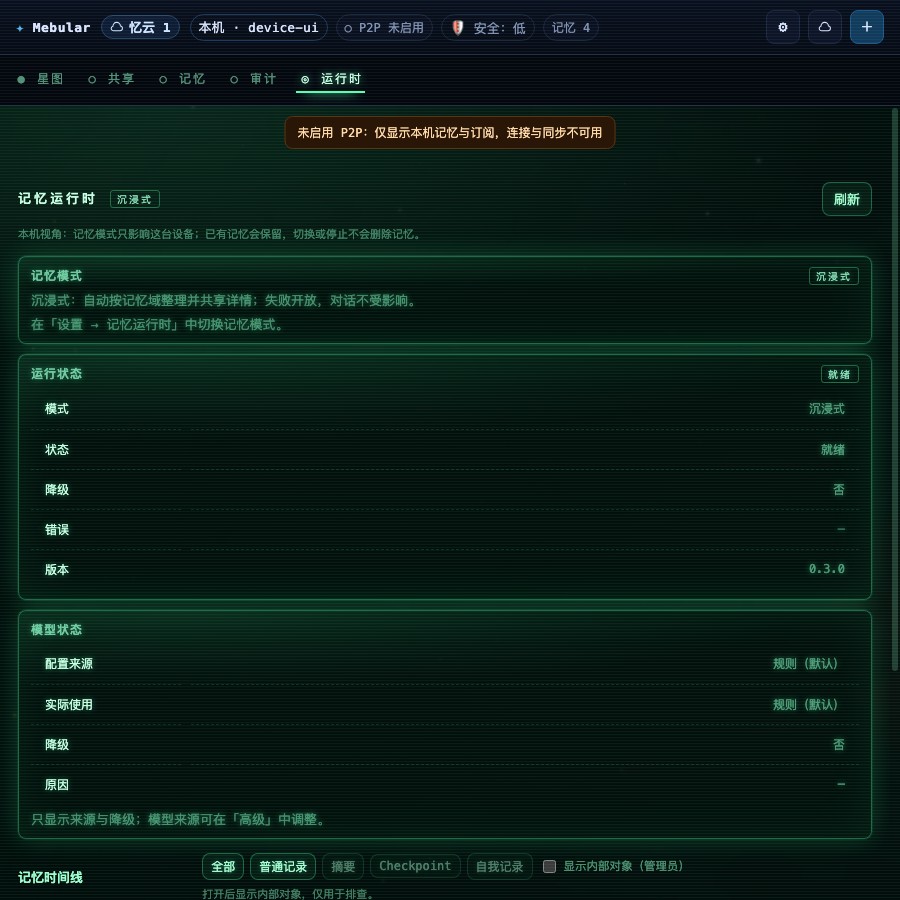 Mebular 忆云 1 本机 · device-ui P2P 未启用 安全: 低 记忆 4
星图 共享 记忆 审计 运行时
未启用 P2P: 仅显示本机记忆与订阅，连接与同步不可用
记忆运行时 沉浸式 刷新
本机视角: 记忆模式只影响这台设备; 已有记忆会保留，切换或停止不会删除记忆。
记忆模式 沉浸式
沉浸式: 自动按记忆域整理并共享详情; 失败开放，对话不受影响。
在「设置 → 记忆运行时」中切换记忆模式。
运行状态 就绪
模式 沉浸式
状态 就绪
降级 否
错误 —
版本 0.3.0
模型状态
配置来源 规则 (默认)
实际使用 规则 (默认)
降级 否
原因 —
只显示来源与降级; 模型来源可在「高级」中调整。
记忆时间线 全部 普通记录 摘要 Checkpoint 自我记录 显示内部对象 (管理员)
打开后显示内部对象，仅用于排查。